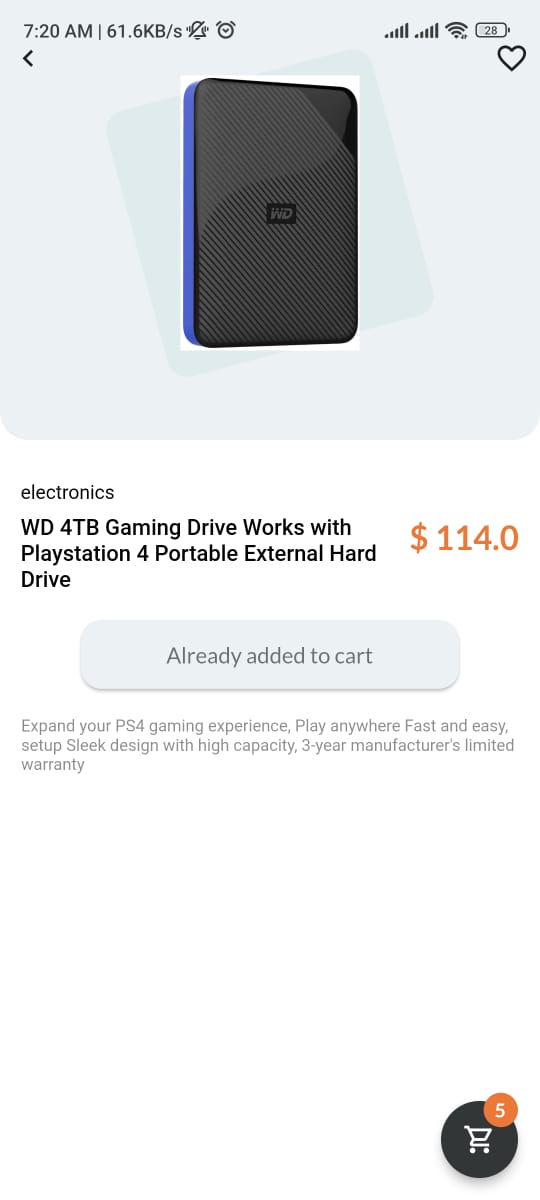 7:20 AM | 61.6KB/s
28
WD
electronics
WD 4TB Gaming Drive Works with
Playstation 4 Portable External Hard
Drive
$ 114.0
Already added to cart
Expand your PS4 gaming experience, Play anywhere Fast and easy,
setup Sleek design with high capacity, 3-year manufacturer's limited
warranty
5